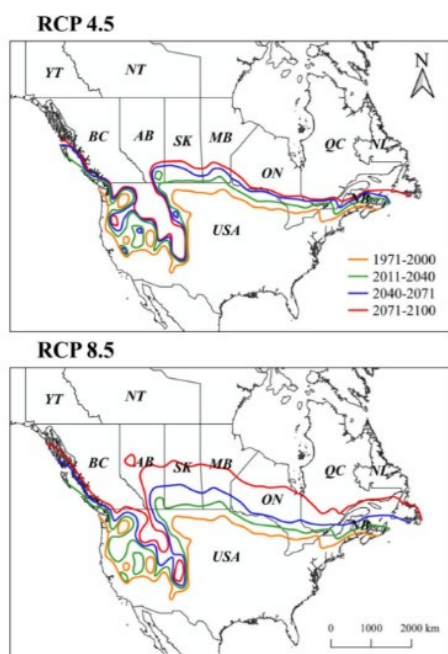 RCP 4.5
N
YT
NT
BC
AB
SK
MB
QC
NL
ON
NB
USA
1971-2000
2011-2040
2040-2071
2071-2100
RCP 8.5
YT
NT
BC
AB
SK
MB
QC
NL
ON
NB
USA
0 1000 2000 km